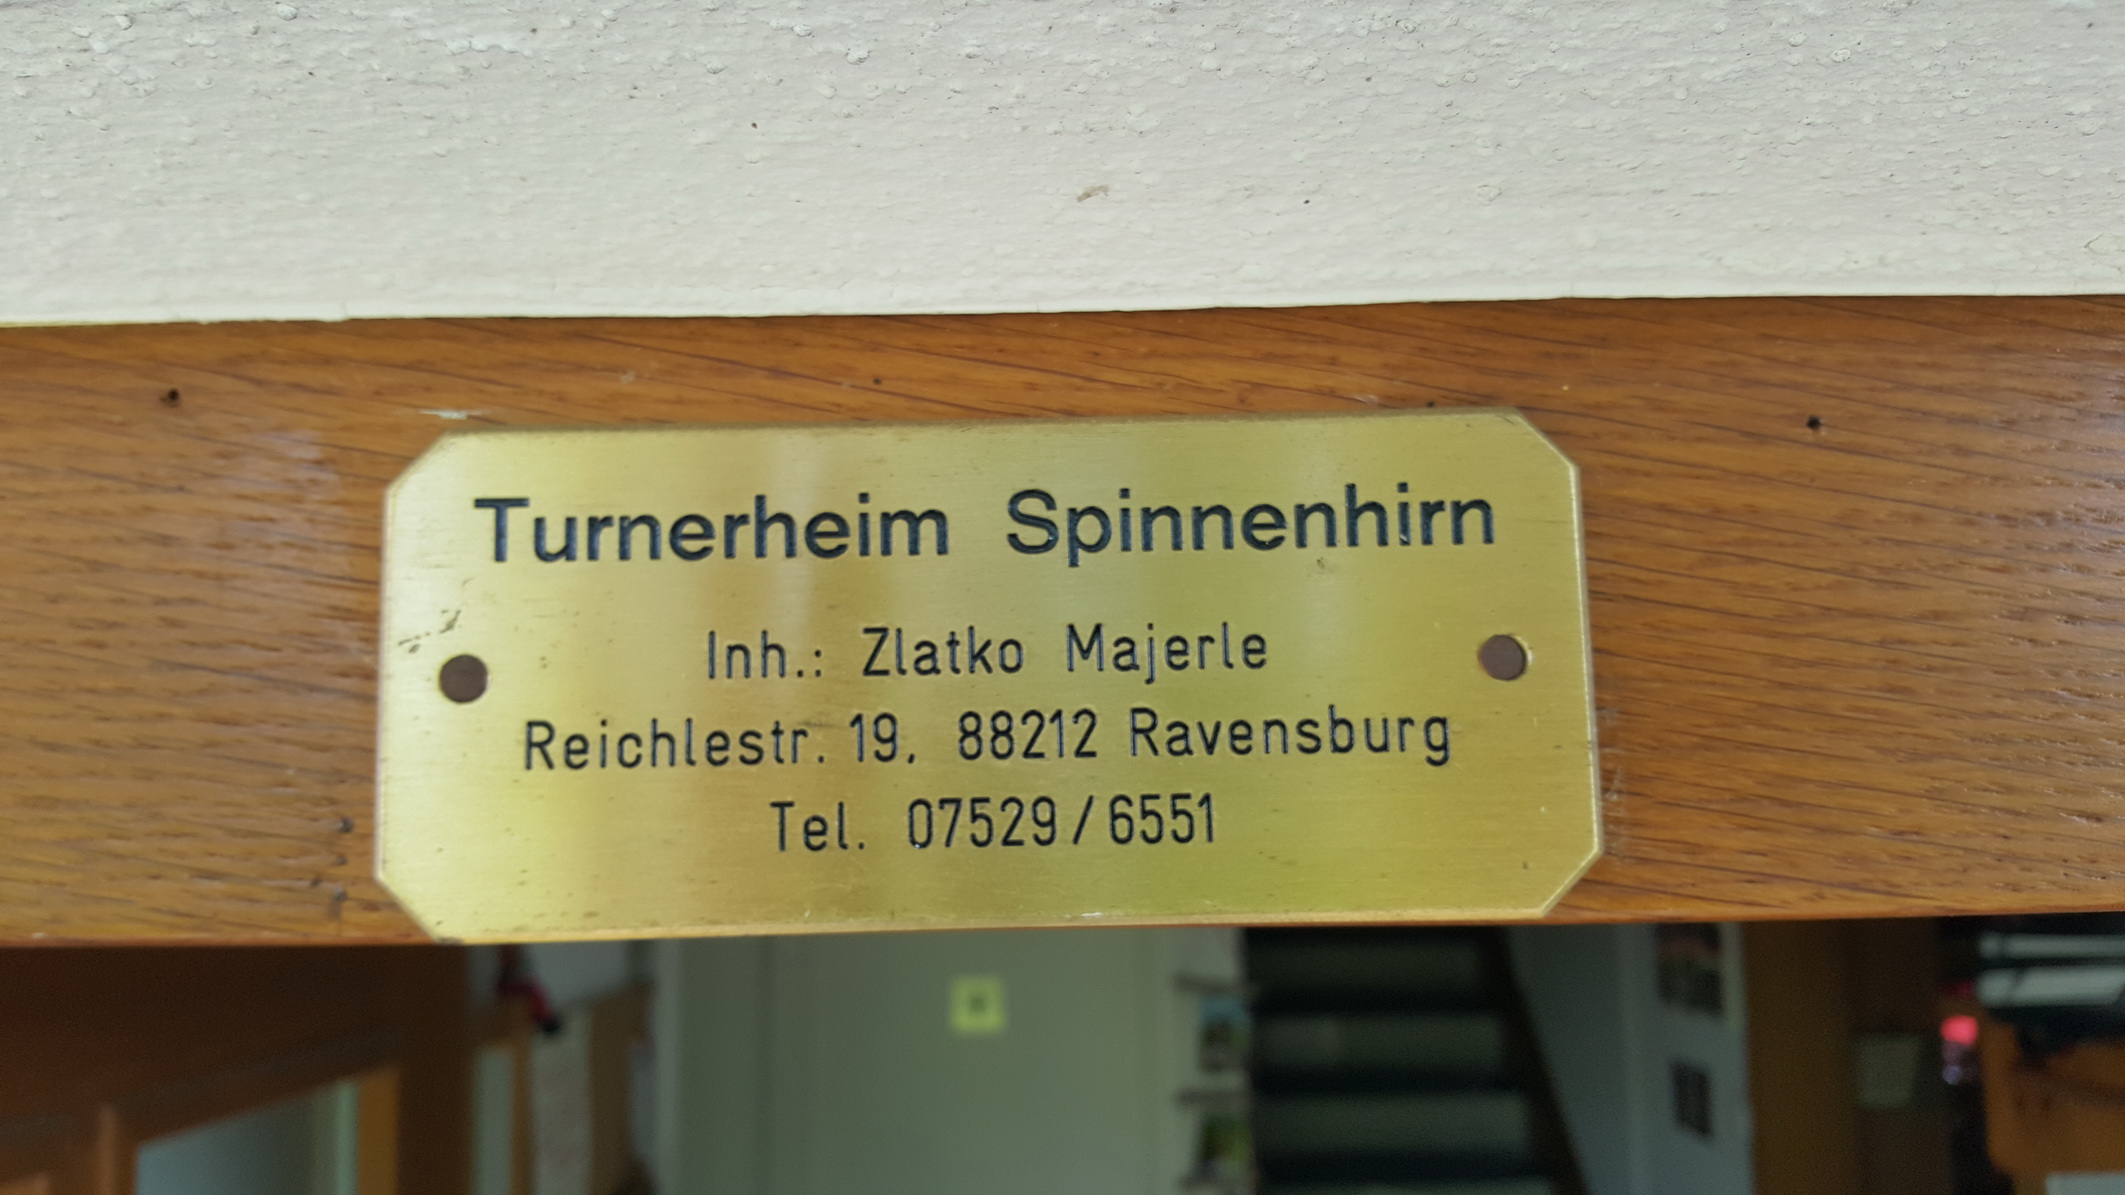 Turnerheim Spinnenhirn
Inh.: Zlatko Majerle
Reichlestr. 19, 88212 Ravensburg
Tel. 07529/6551